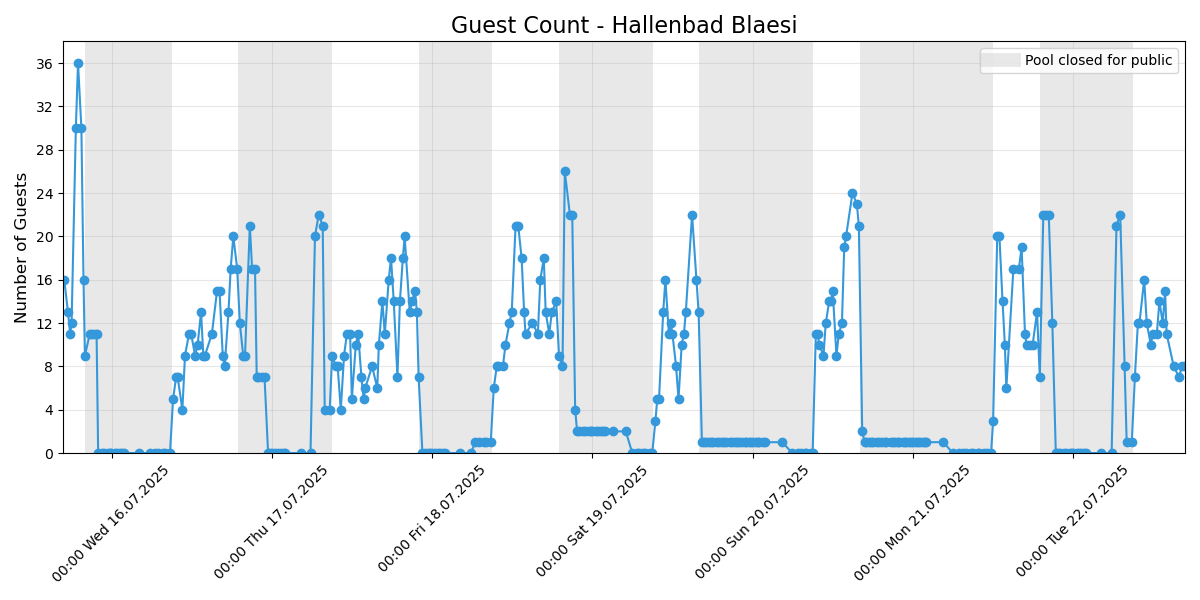 Guest Count - Hallenbad Blaesi
Pool closed for public
Number of Guests
36
32
28
24
20
16
12
8
4
0
00:00 Wed 16.07.2025
00:00 Thu 17.07.2025
00:00 Fri 18.07.2025
00:00 Sat 19.07.2025
00:00 Sun 20.07.2025
00:00 Mon 21.07.2025
00:00 Tue 22.07.2025